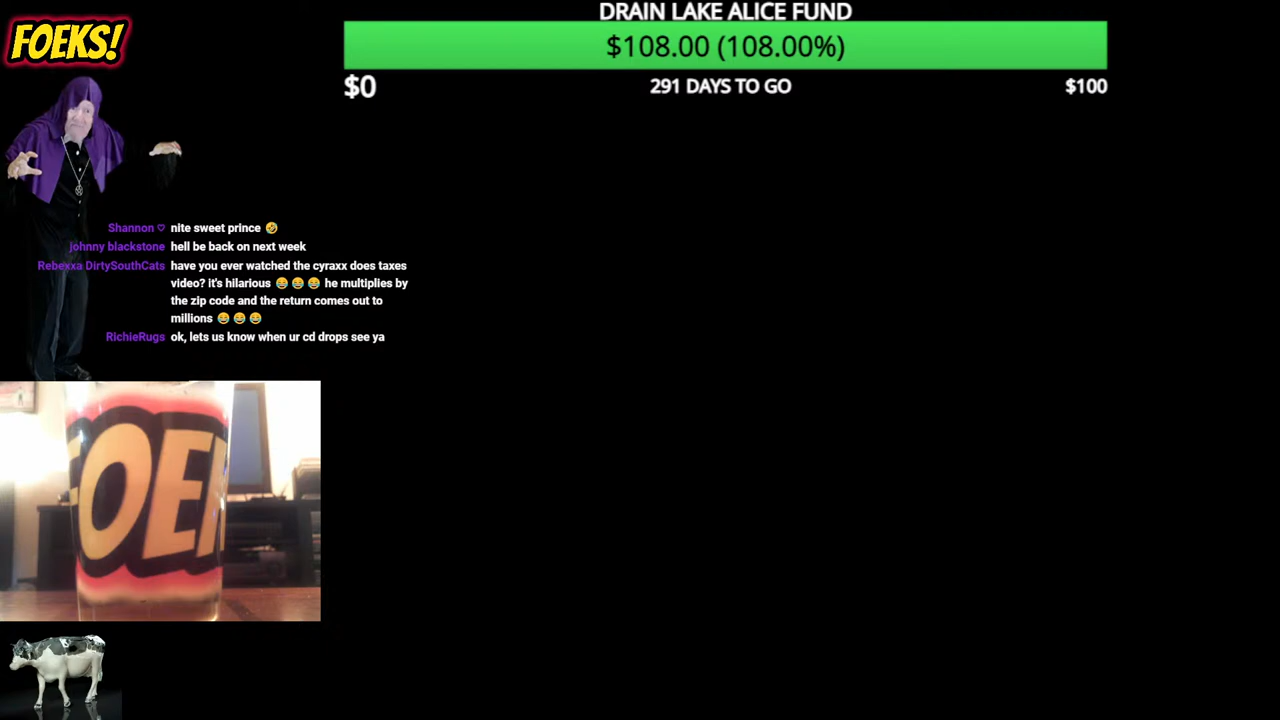 FOEKS!
DRAIN LAKE ALICE FUND
$108.00 (108.00%)
$0
291 DAYS TO GO
$100
Shannon ♡ nite sweet prince 🤣
johnny blackstone hell be back on next week
Rebexxa DirtySouthCats have you ever watched the cyraxx does taxes
video? it's hilarious 😂 😂 😂 he multiplies by
the zip code and the return comes out to
millions 😂 😂 😂
RichieRugs ok, lets us know when ur cd drops see ya
FOEK